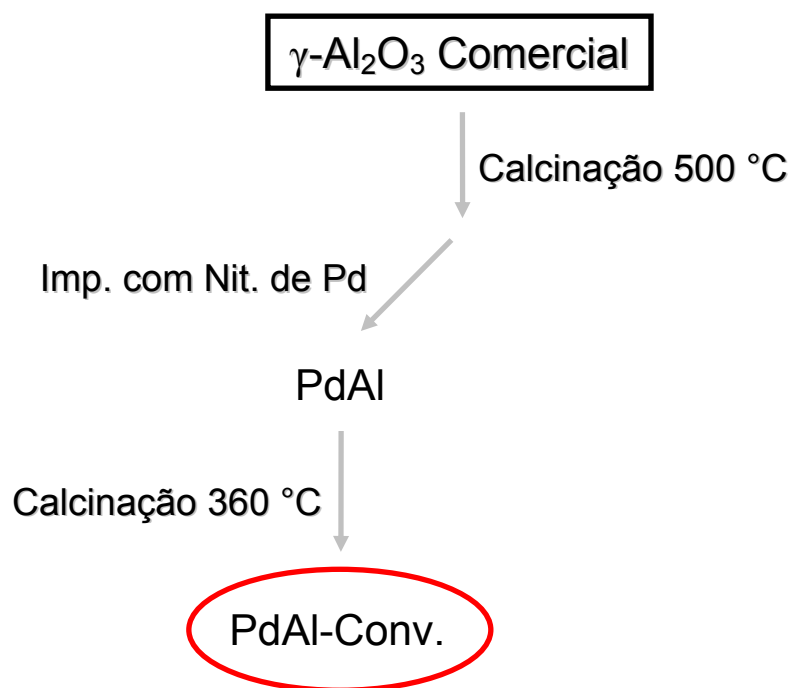 γ-Al₂O₃ Comercial
Calcinação 500 °C
Imp. com Nit. de Pd
PdAl
Calcinação 360 °C
PdAl-Conv.